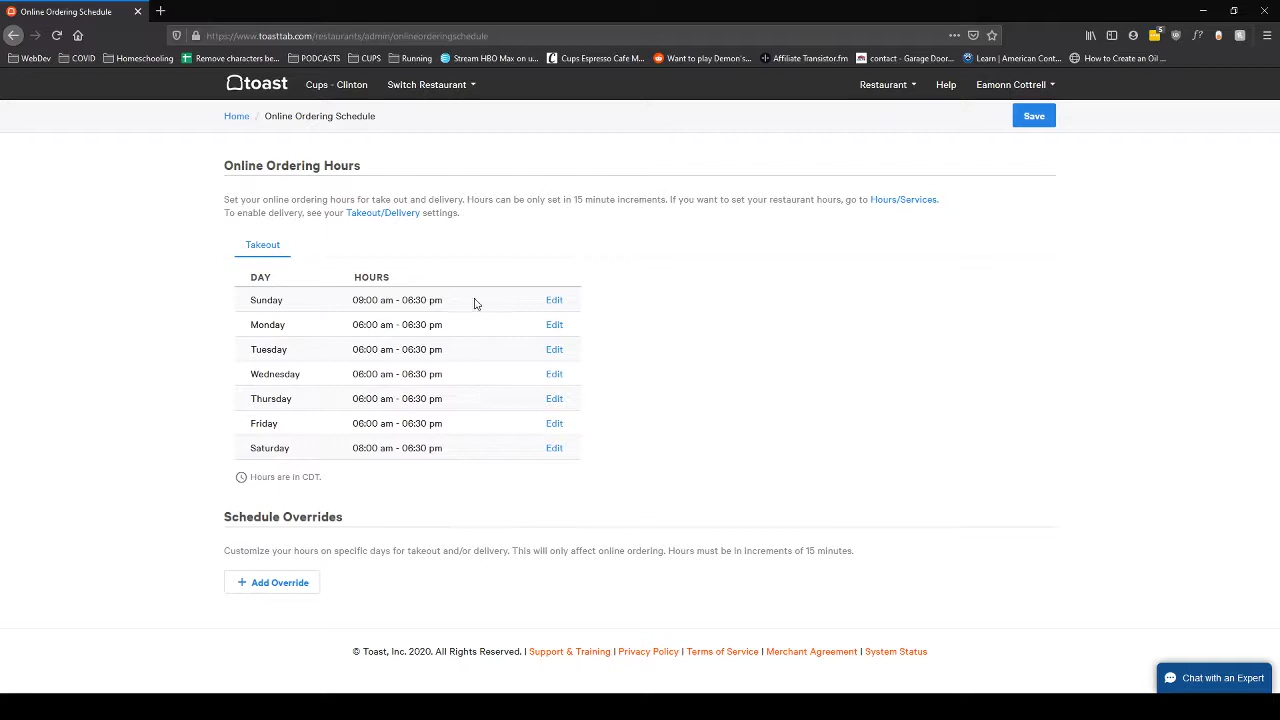 Online Ordering Schedule
https://www.toasttab.com/restaurants/admin/onlineorderingschedule
WebDev COVID Homeschooling Remove characters be... PODCASTS CUPS Running Stream HBO Max on u... Cups Espresso Cafe M... Want to play Demon's... Affiliate Transistor.fm contact - Garage Door... Learn | American Cont... How to Create an Oil ...
toast Cups - Clinton Switch Restaurant Restaurant Help Eamonn Cottrell
Home / Online Ordering Schedule Save
Online Ordering Hours
Set your online ordering hours for take out and delivery. Hours can be only set in 15 minute increments. If you want to set your restaurant hours, go to Hours/Services.
To enable delivery, see your Takeout/Delivery settings.
Takeout
DAY HOURS
Sunday 09:00 am - 06:30 pm Edit
Monday 06:00 am - 06:30 pm Edit
Tuesday 06:00 am - 06:30 pm Edit
Wednesday 06:00 am - 06:30 pm Edit
Thursday 06:00 am - 06:30 pm Edit
Friday 06:00 am - 06:30 pm Edit
Saturday 08:00 am - 06:30 pm Edit
Hours are in CDT.
Schedule Overrides
Customize your hours on specific days for takeout and/or delivery. This will only affect online ordering. Hours must be in increments of 15 minutes.
+ Add Override
© Toast, Inc. 2020. All Rights Reserved. | Support & Training | Privacy Policy | Terms of Service | Merchant Agreement | System Status
Chat with an Expert